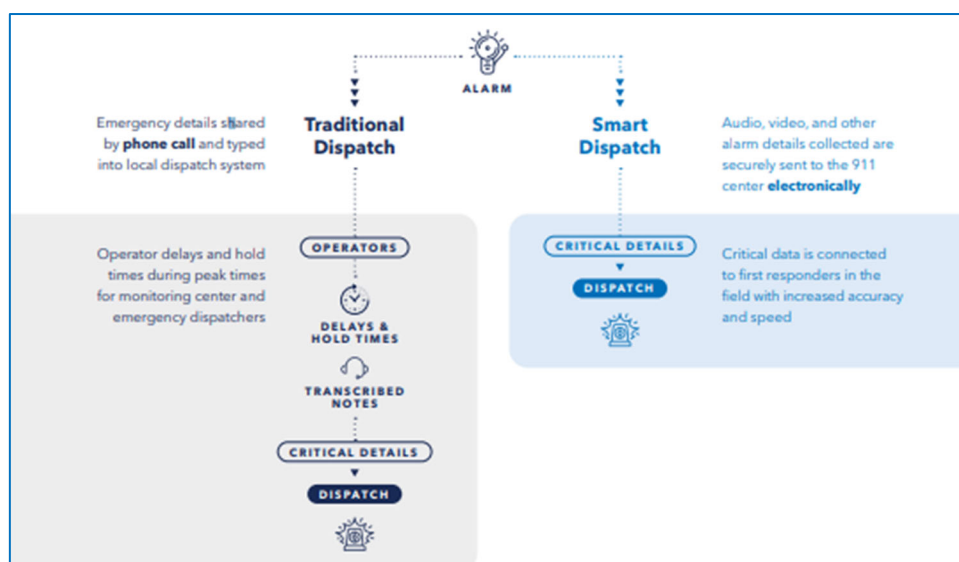 ALARM
Emergency details shared
by phone call and typed
into local dispatch system
Traditional
Dispatch
Smart
Dispatch
Audio, video, and other
alarm details collected are
securely sent to the 911
center electronically
Operator delays and hold
times during peak times
for monitoring center and
emergency dispatchers
OPERATORS
DELAYS &
HOLD TIMES
TRANSCRIBED
NOTES
CRITICAL DETAILS
DISPATCH
CRITICAL DETAILS
DISPATCH
Critical data is connected
to first responders in the
field with increased accuracy
and speed